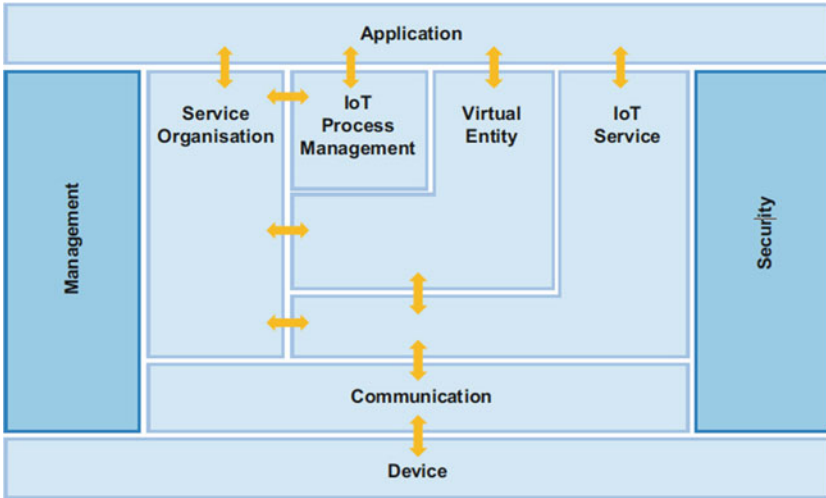 Application
Service
Organisation
IoT
Process
Management
Virtual
Entity
IoT
Service
Management
Security
Communication
Device